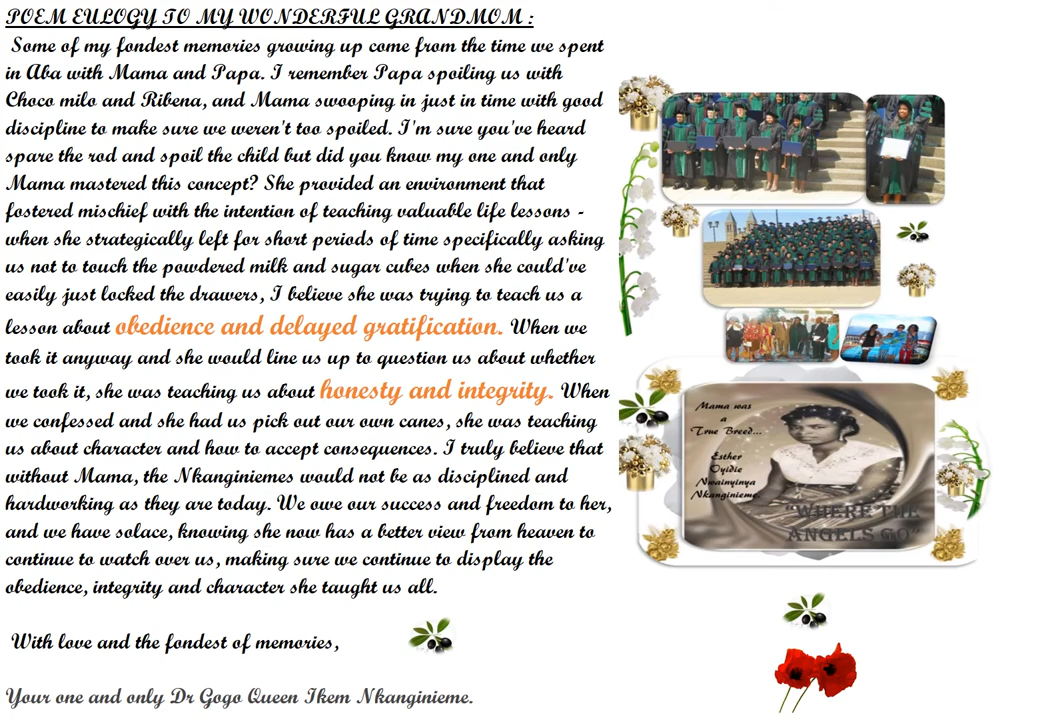 POEM EULOGY TO MY WONDERFUL GRANDMOM :
Some of my fondest memories growing up come from the time we spent
in Aba with Mama and Papa. I remember Papa spoiling us with
Choco milo and Ribena, and Mama swooping in just in time with good
discipline to make sure we weren't too spoiled. I'm sure you've heard
spare the rod and spoil the child but did you know my one and only
Mama mastered this concept? She provided an environment that
fostered mischief with the intention of teaching valuable life lessons -
when she strategically left for short periods of time specifically asking
us not to touch the powdered milk and sugar cubes when she could've
easily just locked the drawers, I believe she was trying to teach us a
lesson about obedience and delayed gratification. When we
took it anyway and she would line us up to question us about whether
we took it, she was teaching us about honesty and integrity. When
we confessed and she had us pick out our own canes, she was teaching
us about character and how to accept consequences. I truly believe that
without Mama, the Nkanginiemes would not be as disciplined and
hardworking as they are today. We owe our success and freedom to her,
and we have solace, knowing she now has a better view from heaven to
continue to watch over us, making sure we continue to display the
obedience, integrity and character she taught us all.
With love and the fondest of memories,
Your one and only Dr Gogo Queen Ikem Nkanginieme.
Mama was
a
True Breed...
Esther
Oyidie
Nwainyinya
Nkanginieme.
"WHERE THE
ANGELS GO"